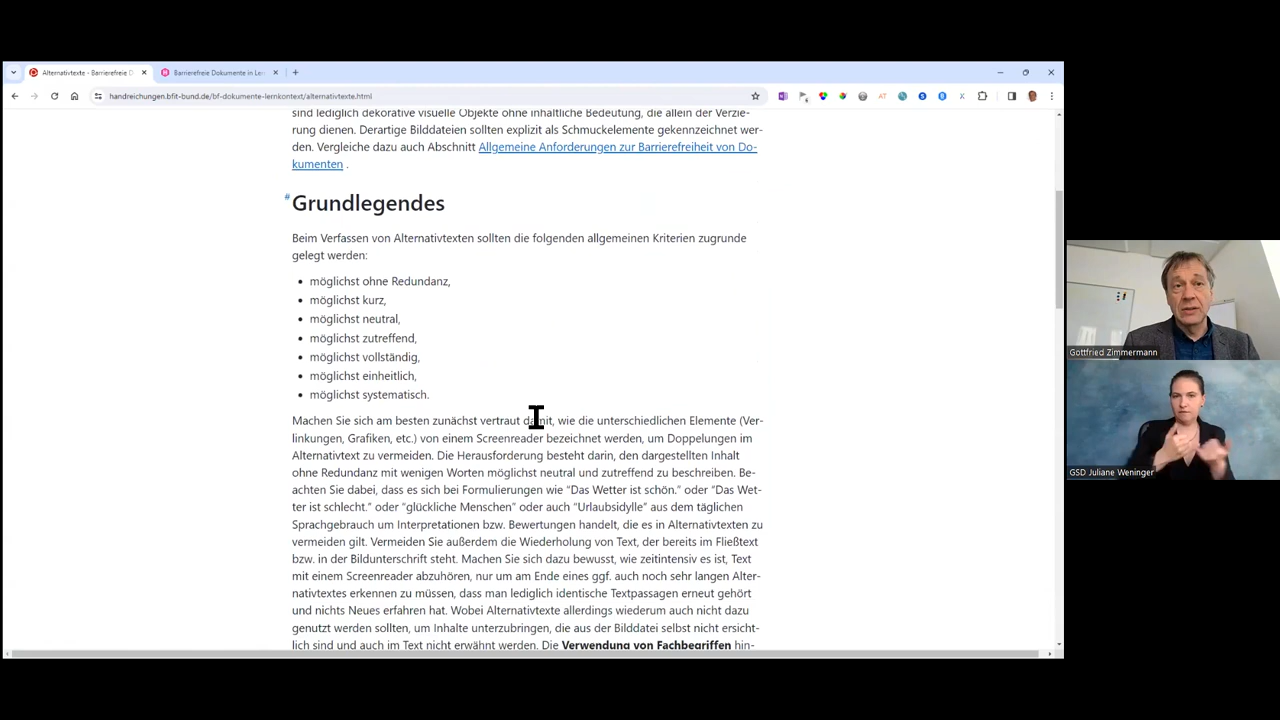 Alternativtexte - Barrierefreie D
Barrierefreie Dokumente in Ler
handreichungen.bfit-bund.de/bf-dokumente-lernkontext/alternativtexte.html
sind lediglich dekorative visuelle Objekte ohne inhaltliche Bedeutung, die allein der Verzie-
rung dienen. Derartige Bilddateien sollten explizit als Schmuckelemente gekennzeichnet wer-
den. Vergleiche dazu auch Abschnitt Allgemeine Anforderungen zur Barrierefreiheit von Do-
kumenten .
# Grundlegendes
Beim Verfassen von Alternativtexten sollten die folgenden allgemeinen Kriterien zugrunde
gelegt werden:
• möglichst ohne Redundanz,
• möglichst kurz,
• möglichst neutral,
• möglichst zutreffend,
• möglichst vollständig,
• möglichst einheitlich,
• möglichst systematisch.
Machen Sie sich am besten zunächst vertraut damit, wie die unterschiedlichen Elemente (Ver-
linkungen, Grafiken, etc.) von einem Screenreader bezeichnet werden, um Doppelungen im
Alternativtext zu vermeiden. Die Herausforderung besteht darin, den dargestellten Inhalt
ohne Redundanz mit wenigen Worten möglichst neutral und zutreffend zu beschreiben. Be-
achten Sie dabei, dass es sich bei Formulierungen wie “Das Wetter ist schön.” oder “Das Wet-
ter ist schlecht.” oder “glückliche Menschen” oder auch “Urlaubsidylle” aus dem täglichen
Sprachgebrauch um Interpretationen bzw. Bewertungen handelt, die es in Alternativtexten zu
vermeiden gilt. Vermeiden Sie außerdem die Wiederholung von Text, der bereits im Fließtext
bzw. in der Bildunterschrift steht. Machen Sie sich dazu bewusst, wie zeitintensiv es ist, Text
mit einem Screenreader abzuhören, nur um am Ende eines ggf. auch noch sehr langen Alter-
nativtextes erkennen zu müssen, dass man lediglich identische Textpassagen erneut gehört
und nichts Neues erfahren hat. Wobei Alternativtexte allerdings wiederum auch nicht dazu
genutzt werden sollten, um Inhalte unterzubringen, die aus der Bilddatei selbst nicht ersicht-
lich sind und auch im Text nicht erwähnt werden. Die Verwendung von Fachbegriffen hin-
Gottfried Zimmermann
GSD Juliane Weninger